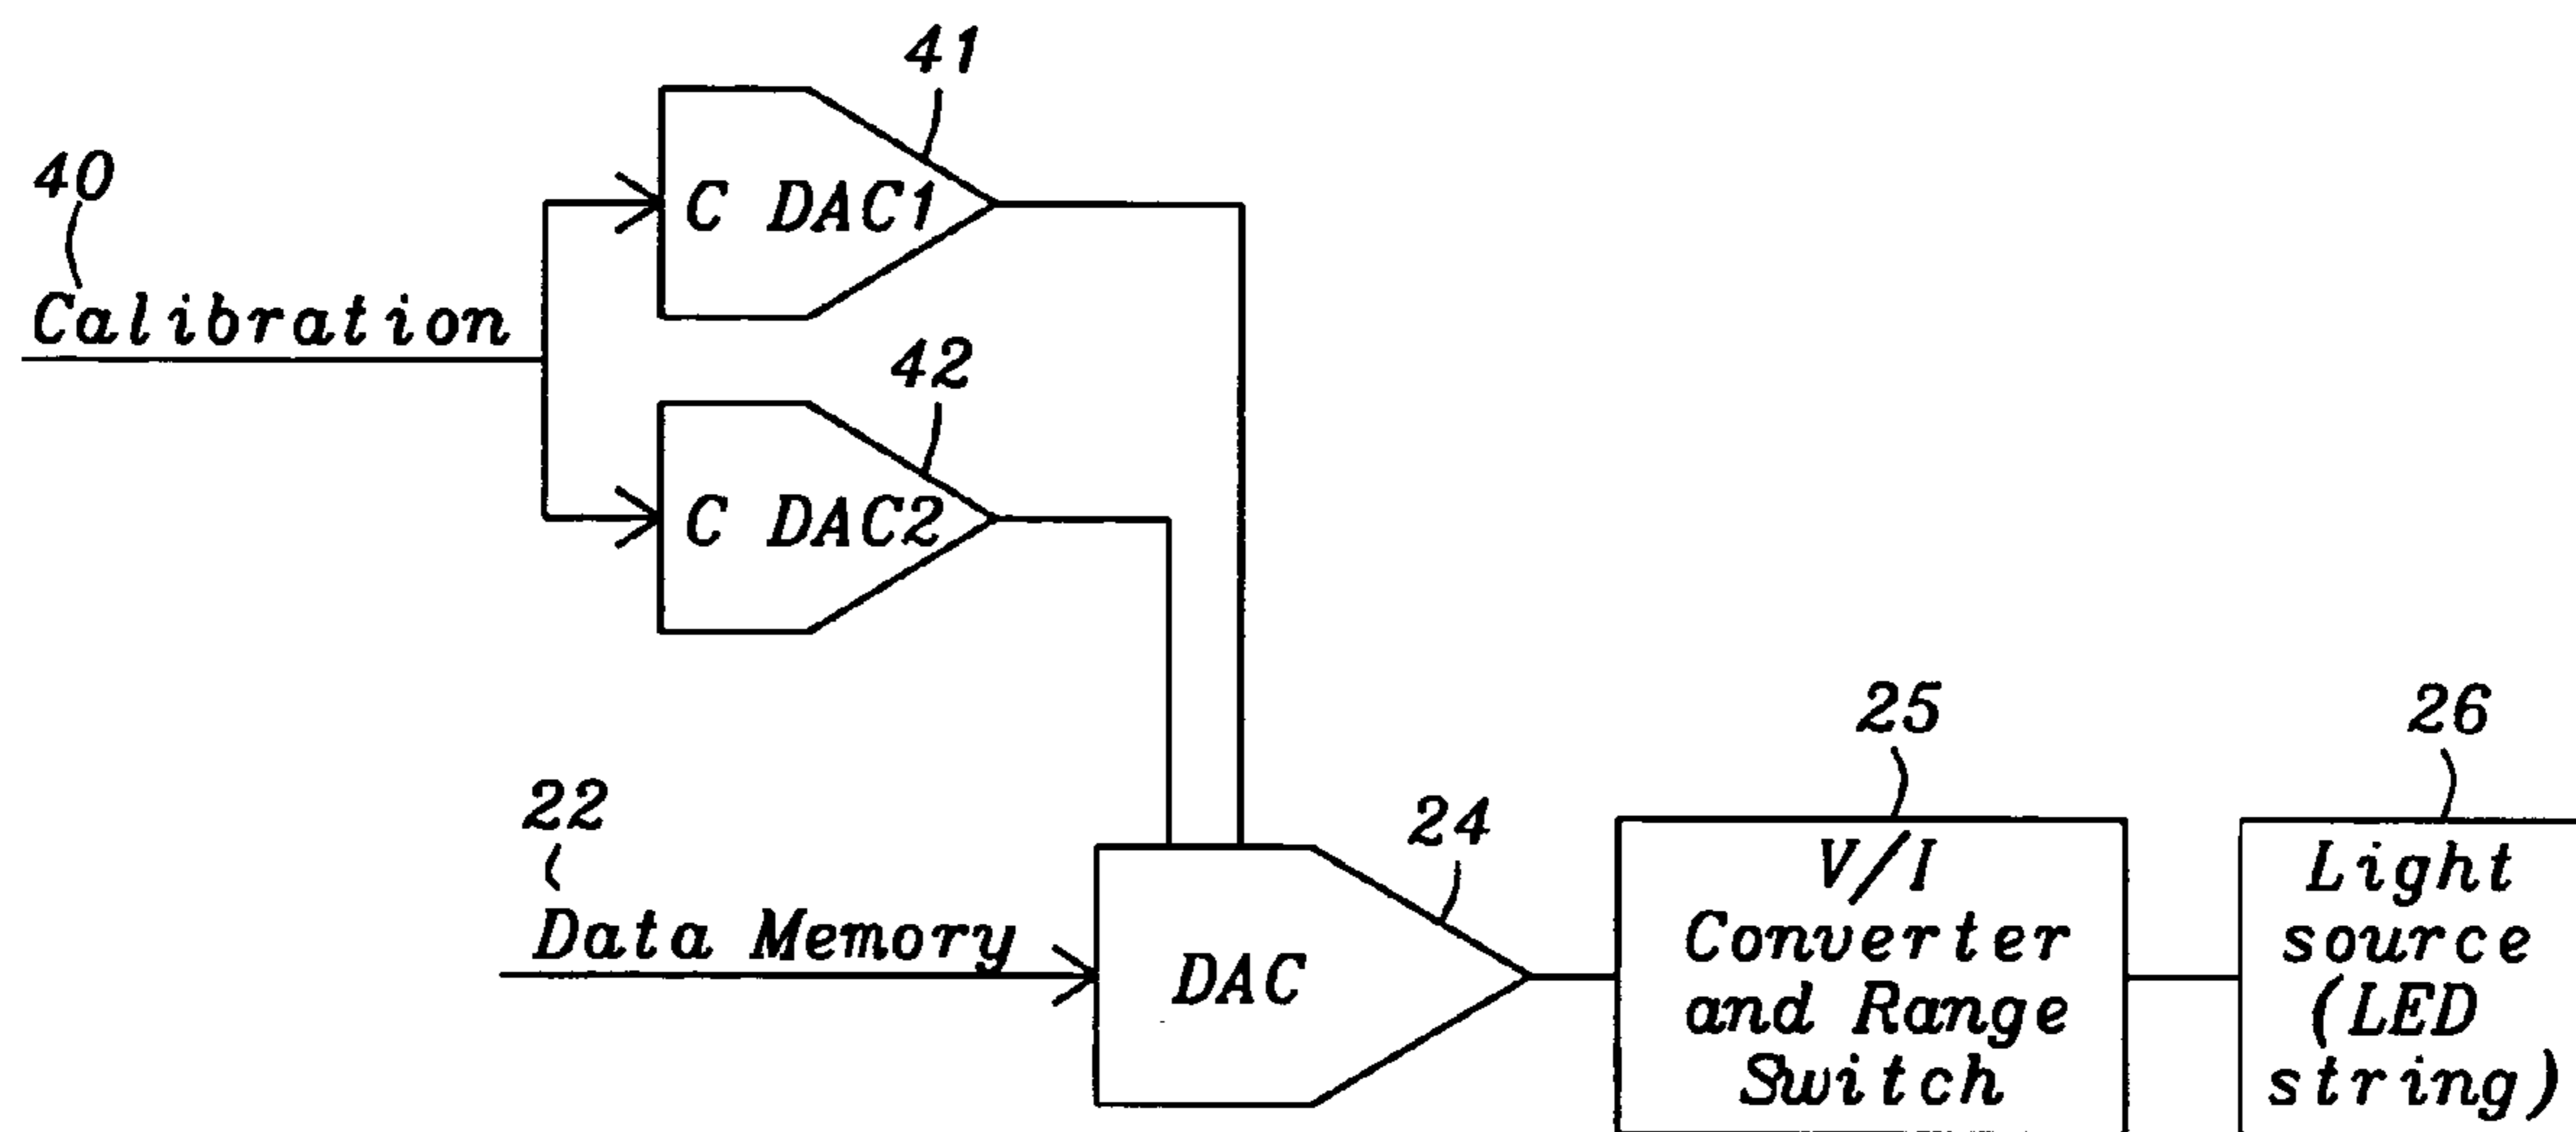 41
40
C DAC1
Calibration
42
C DAC2
25
26
22
24
V/I
Converter
and Range
Switch
Light
source
(LED
string)
Data Memory
DAC